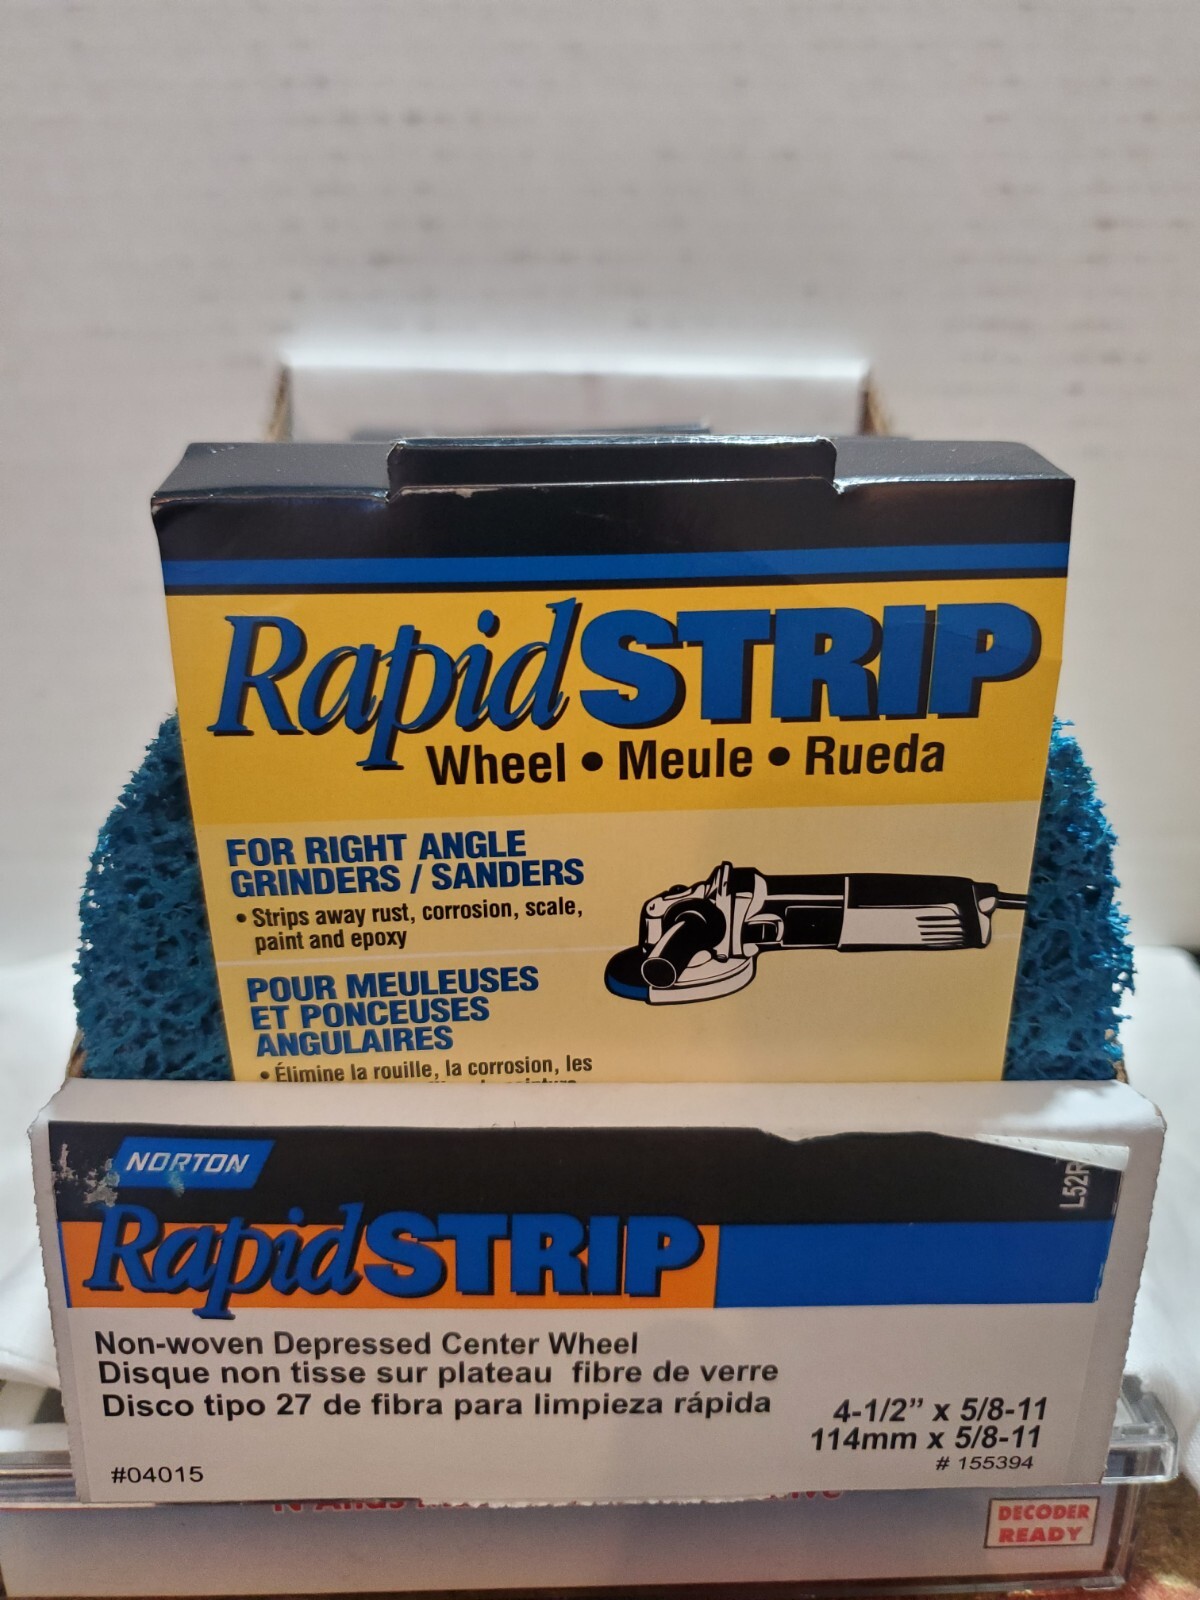 RapidSTRIP
Wheel • Meule • Rueda
FOR RIGHT ANGLE
GRINDERS / SANDERS
• Strips away rust, corrosion, scale,
paint and epoxy
POUR MEULEUSES
ET PONCEUSES
ANGULAIRES
• Élimine la rouille, la corrosion, les
NORTON
L52R
RapidSTRIP
Non-woven Depressed Center Wheel
Disque non tisse sur plateau fibre de verre
Disco tipo 27 de fibra para limpieza rápida
4-1/2” x 5/8-11
114mm x 5/8-11
# 155394
#04015
DECODER
READY